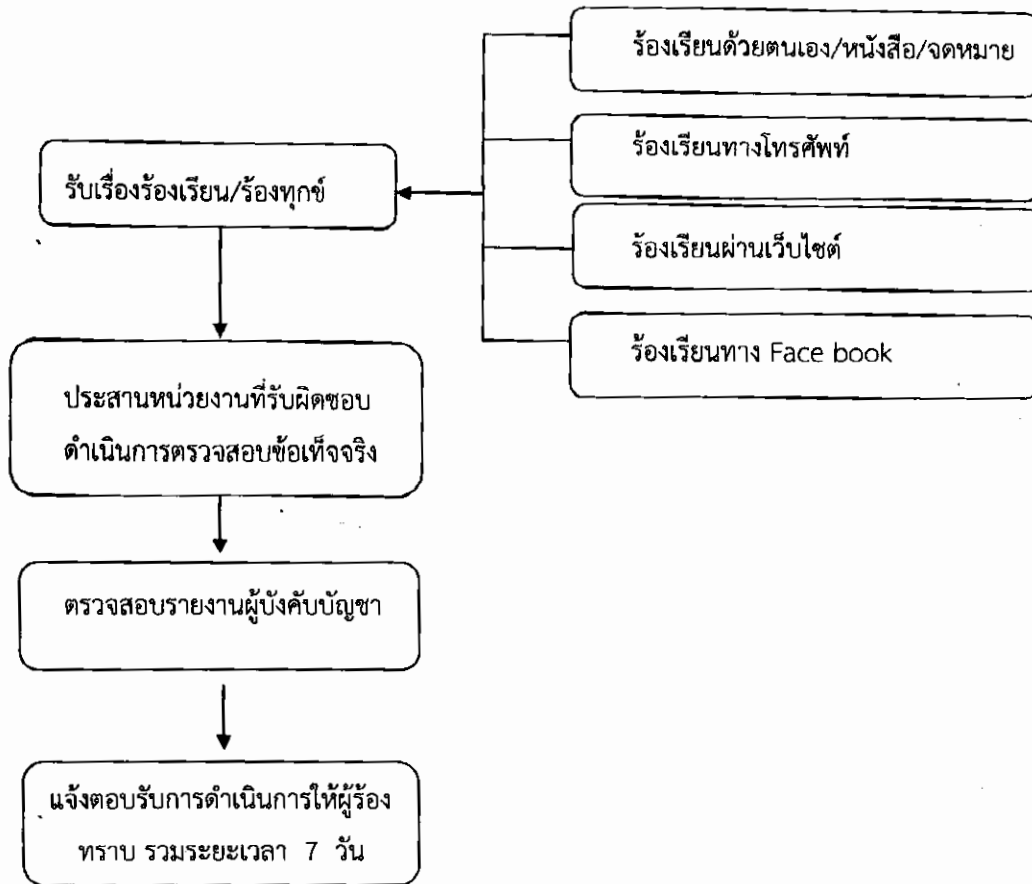 ร้องเรียนด้วยตนเอง/หนังสือ/จดหมาย
ร้องเรียนทางโทรศัพท์
รับเรื่องร้องเรียน/ร้องทุกข์
ร้องเรียนผ่านเว็บไซต์
ร้องเรียนทาง Face book
ประสานหน่วยงานที่รับผิดชอบ
ดำเนินการตรวจสอบข้อเท็จจริง
ตรวจสอบรายงานผู้บังคับบัญชา
แจ้งตอบรับการดำเนินการให้ผู้ร้อง
ทราบ รวมระยะเวลา 7 วัน